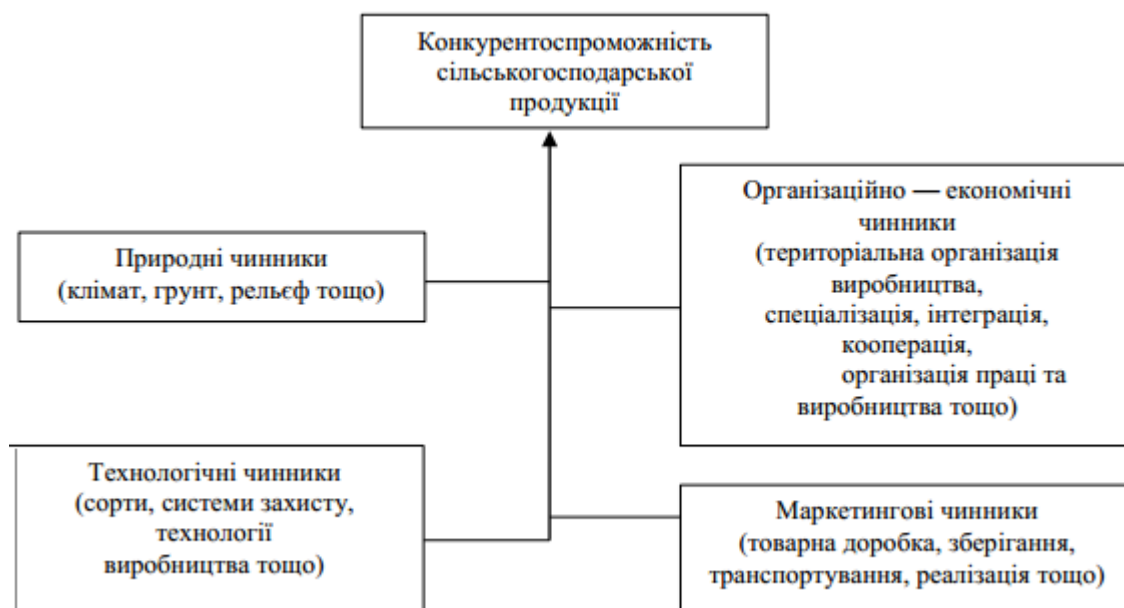 Конкурентоспроможність
сільськогосподарської
продукції
Природні чинники
(клімат, грунт, рельєф тощо)
Організаційно — економічні
чинники
(територіальна організація
виробництва,
спеціалізація, інтеграція,
кооперація,
організація праці та
виробництва тощо)
Технологічні чинники
(сорти, системи захисту,
технології
виробництва тощо)
Маркетингові чинники
(товарна доробка, зберігання,
транспортування, реалізація тощо)